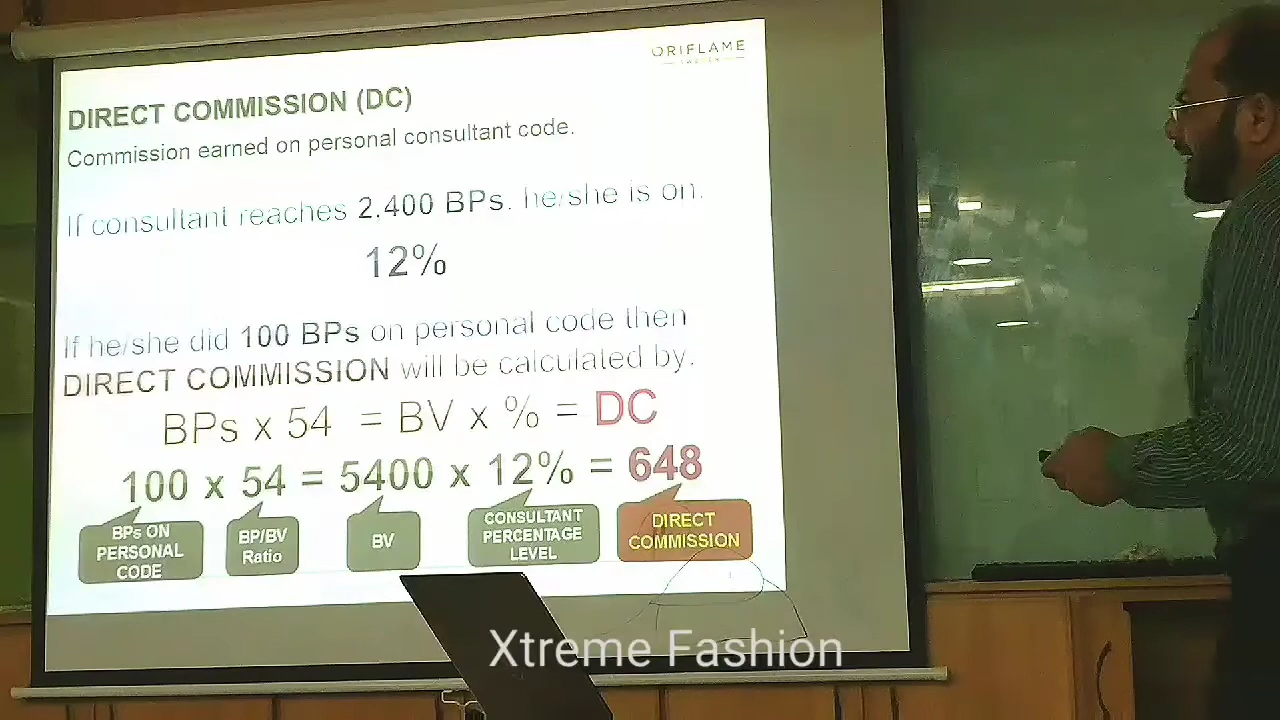 ORIFLAME
SWEDEN
DIRECT COMMISSION (DC)
Commission earned on personal consultant code.
If consultant reaches 2,400 BPs, he/she is on,
12%
If he/she did 100 BPs on personal code then
DIRECT COMMISSION will be calculated by,
BPs x 54 = BV x % = DC
100 x 54 = 5400 x 12% = 648
BPs ON
PERSONAL
CODE
BP/BV
Ratio
BV
CONSULTANT
PERCENTAGE
LEVEL
DIRECT
COMMISSION
Xtreme Fashion